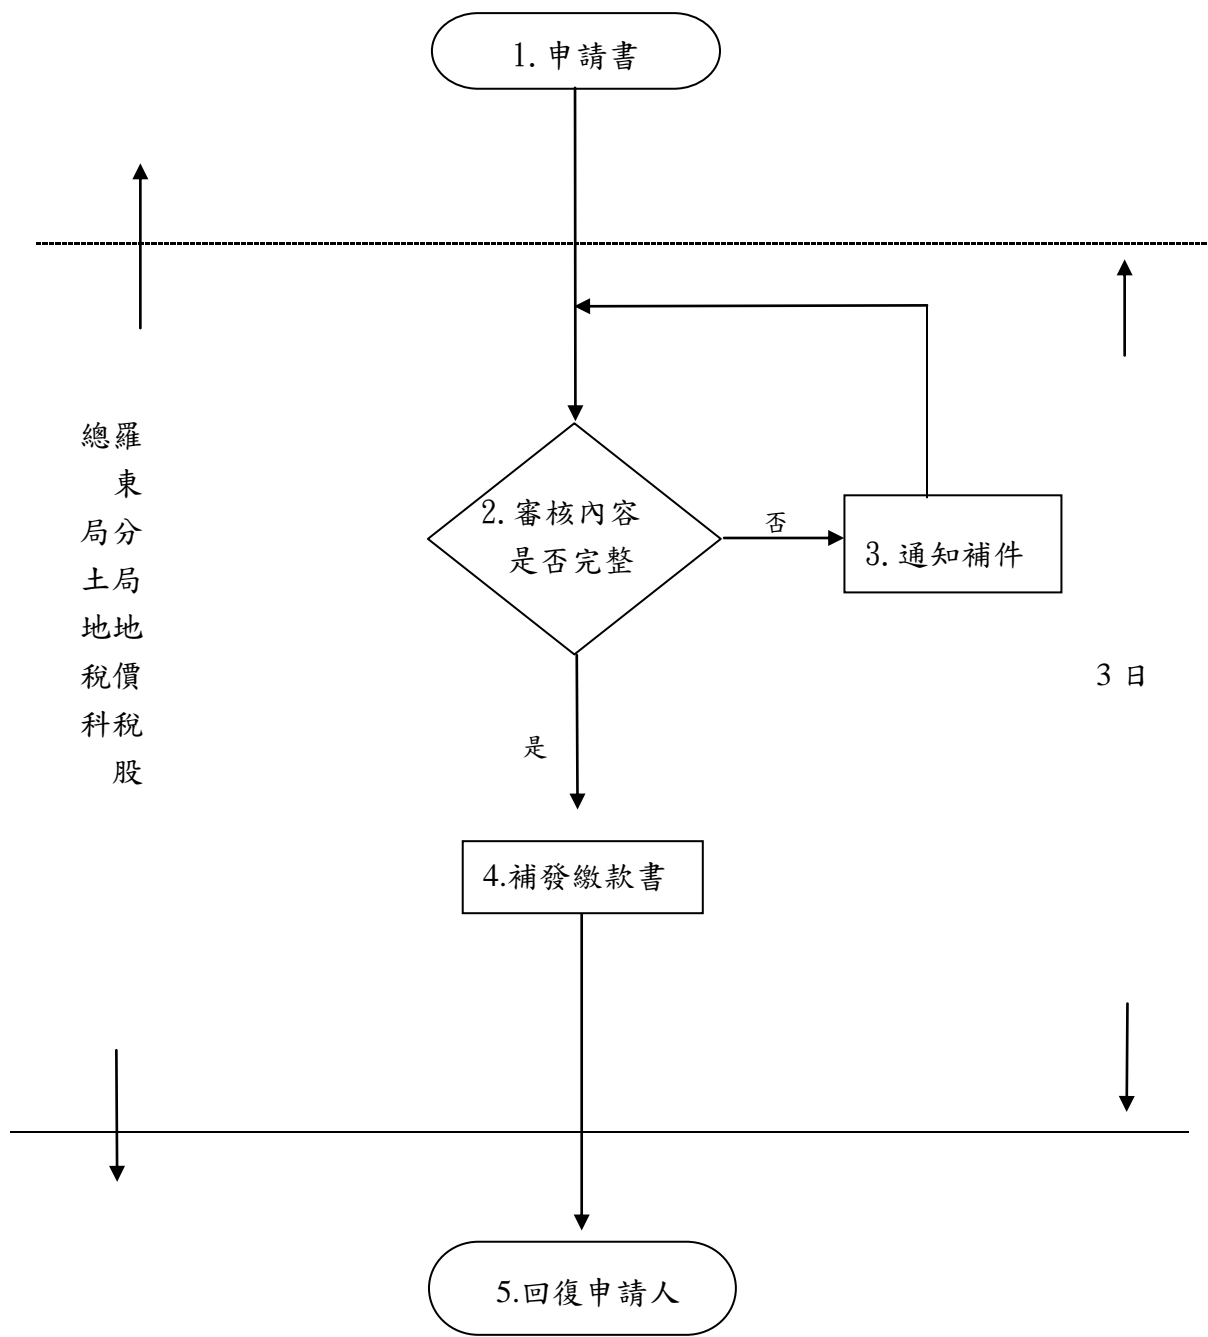 1. 申請書
總局土地稅科
羅東分局地價稅股
2. 審核內容
是否完整
否
3. 通知補件
3 日
是
4.補發繳款書
5.回復申請人